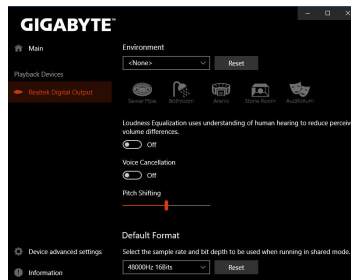 GIGABYTE™
Main
Playback Devices
Realtek Digital Output
Device advanced settings
Information
Environment
<None>
Reset
Sewer Pipe
Bathroom
Arena
Stone Room
Auditorium
Loudness Equalization uses understanding of human hearing to reduce perceive
volume differences.
Off
Voice Cancellation
Off
Pitch Shifting
Default Format
Select the sample rate and bit depth to be used when running in shared mode.
48000Hz 16Bits
Reset